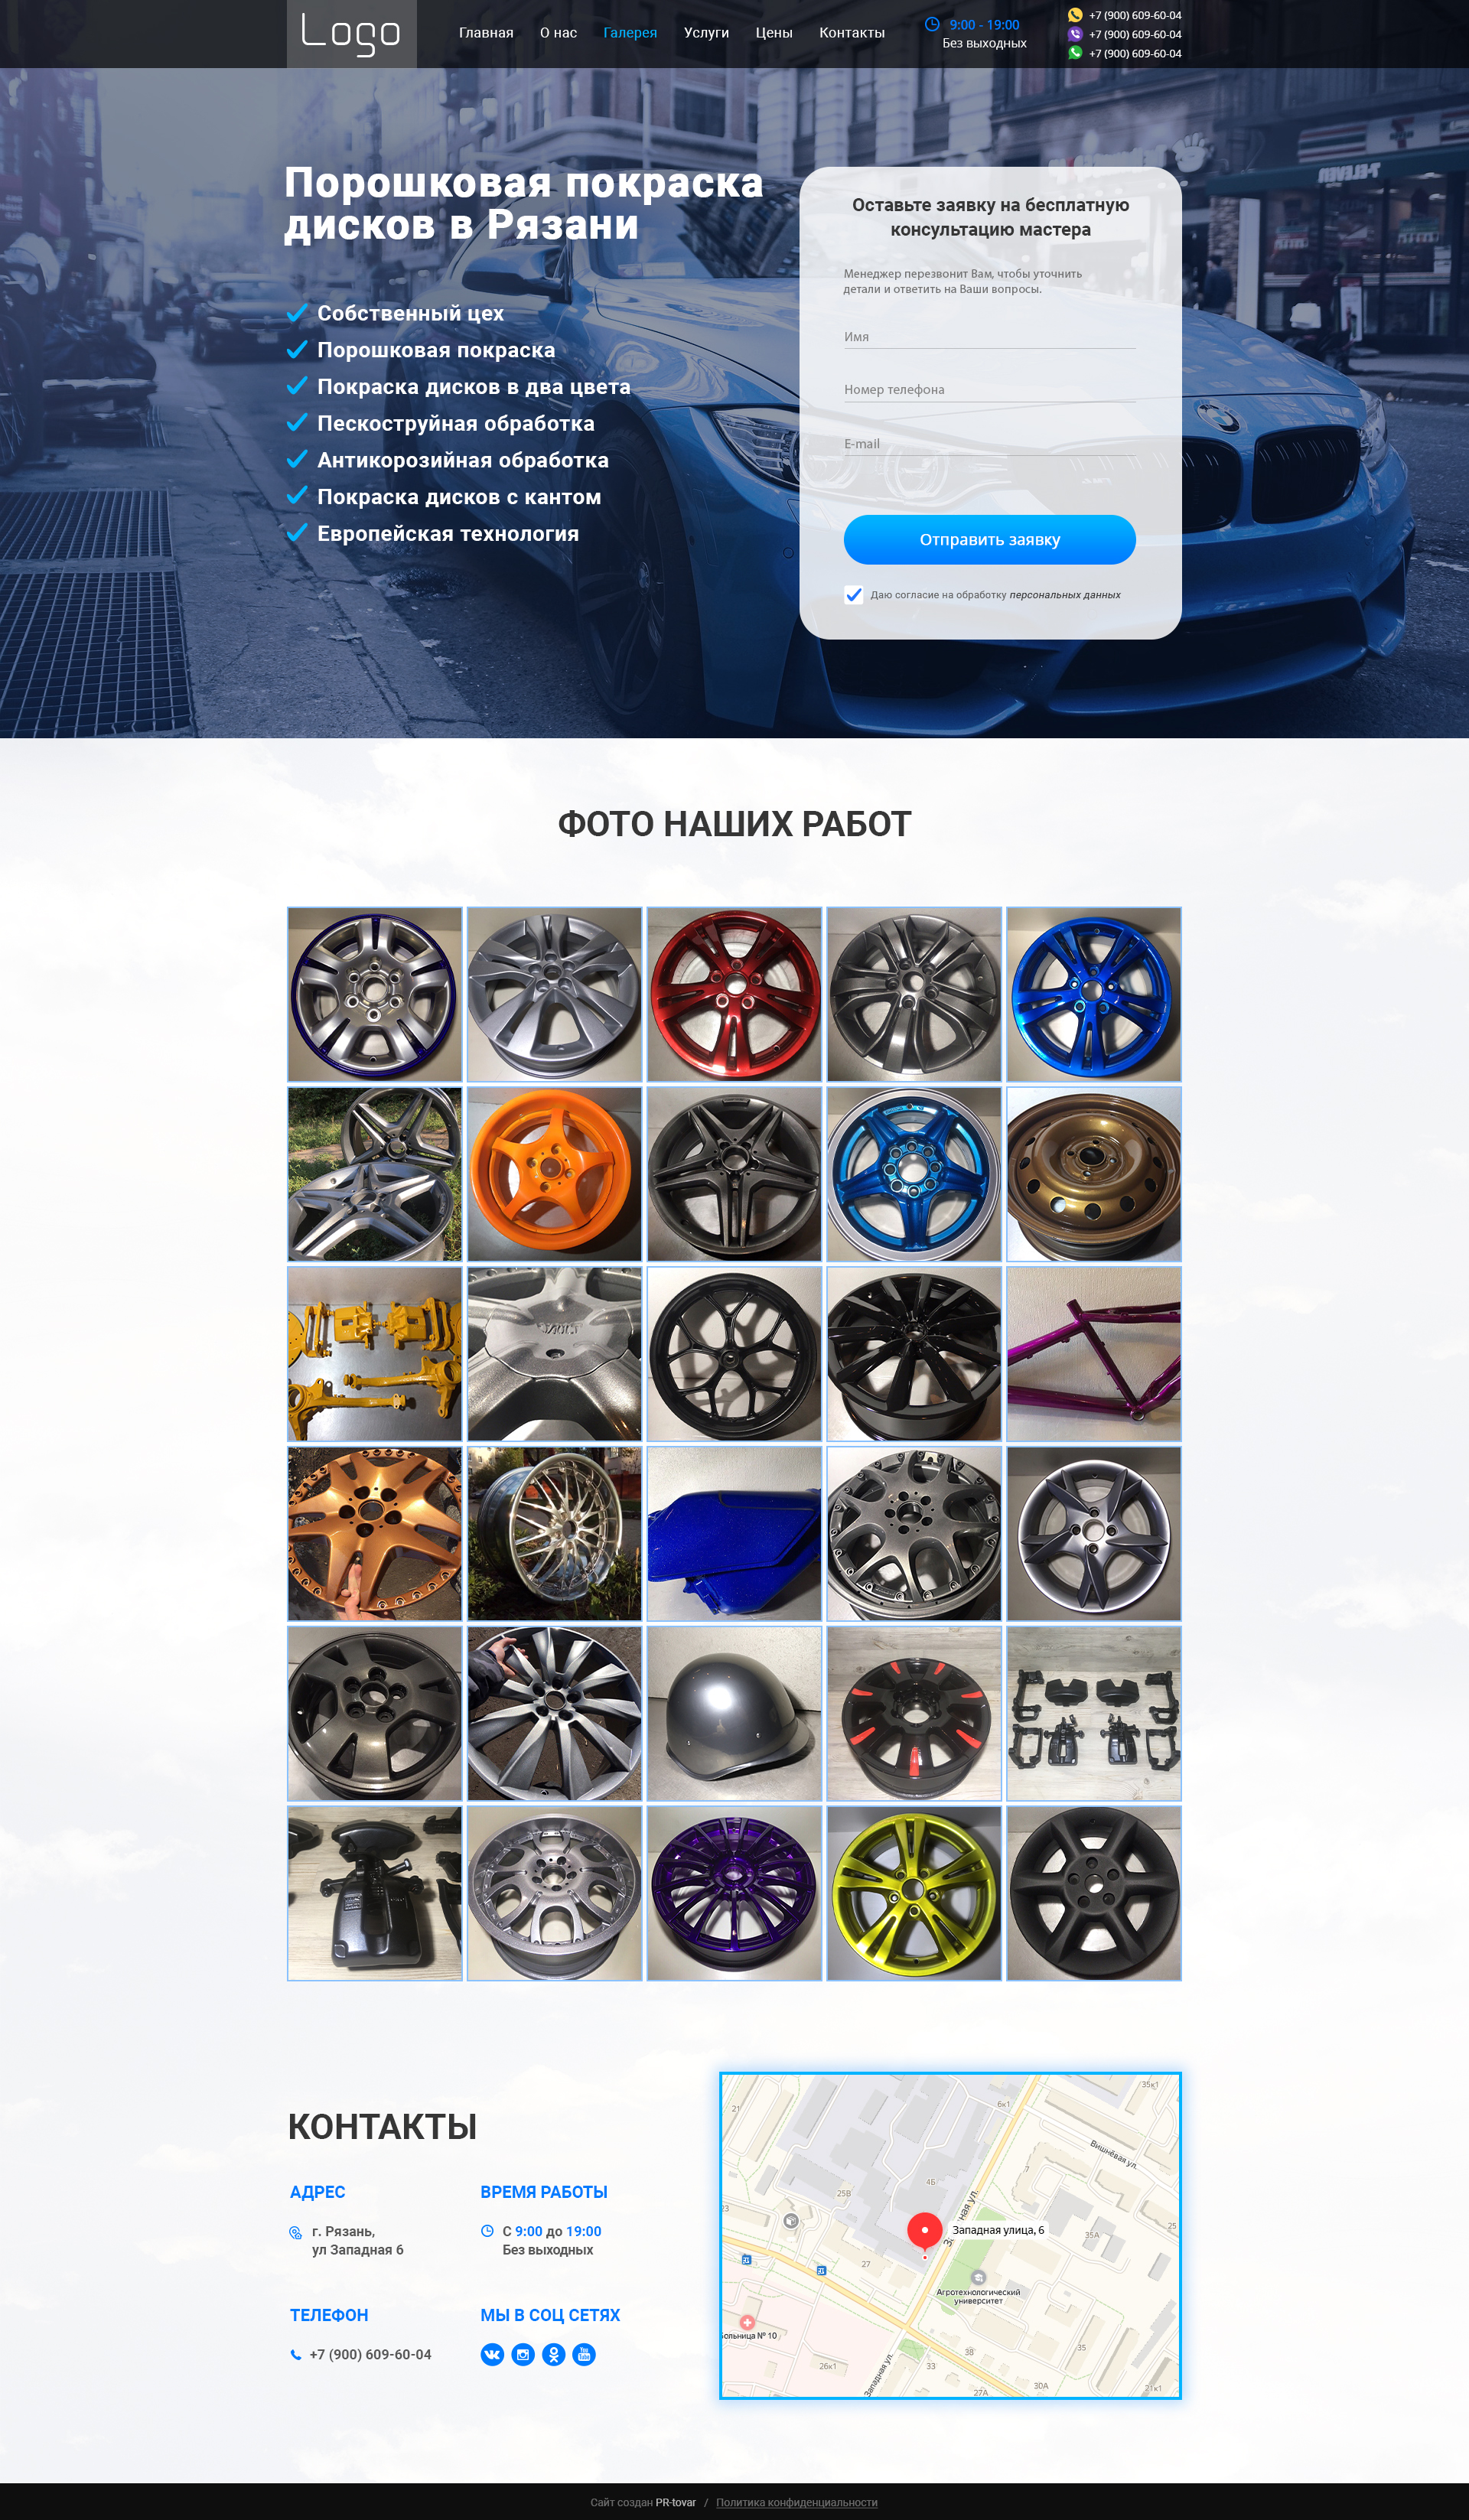 Logo
Главная
О нас
Галерея
Услуги
Цены
Контакты
9:00 - 19:00
Без выходных
+7 (900) 609-60-04
+7 (900) 609-60-04
+7 (900) 609-60-04
Порошковая покраска
дисков в Рязани
Собственный цех
Порошковая покраска
Покраска дисков в два цвета
Пескоструйная обработка
Антикорозийная обработка
Покраска дисков с кантом
Европейская технология
Оставьте заявку на бесплатную
консультацию мастера
Менеджер перезвонит Вам, чтобы уточнить
детали и ответить на Ваши вопросы.
Имя
Номер телефона
E-mail
Отправить заявку
Даю согласие на обработку персональных данных
ФОТО НАШИХ РАБОТ
КОНТАКТЫ
АДРЕС
г. Рязань,
ул Западная 6
ВРЕМЯ РАБОТЫ
С 9:00 до 19:00
Без выходных
ТЕЛЕФОН
+7 (900) 609-60-04
МЫ В СОЦ СЕТЯХ
You
Tube
35к1
21
6к1
Вишнёвая ул.
7
4Б
25В
23
Западная улица, 6
25
35А
27
Агротехнологический
университет
Больница № 10
35
38
33
26к1
Западная ул.
30А
27А
21к1
Сайт создан PR-tovar / Политика конфиденциальности